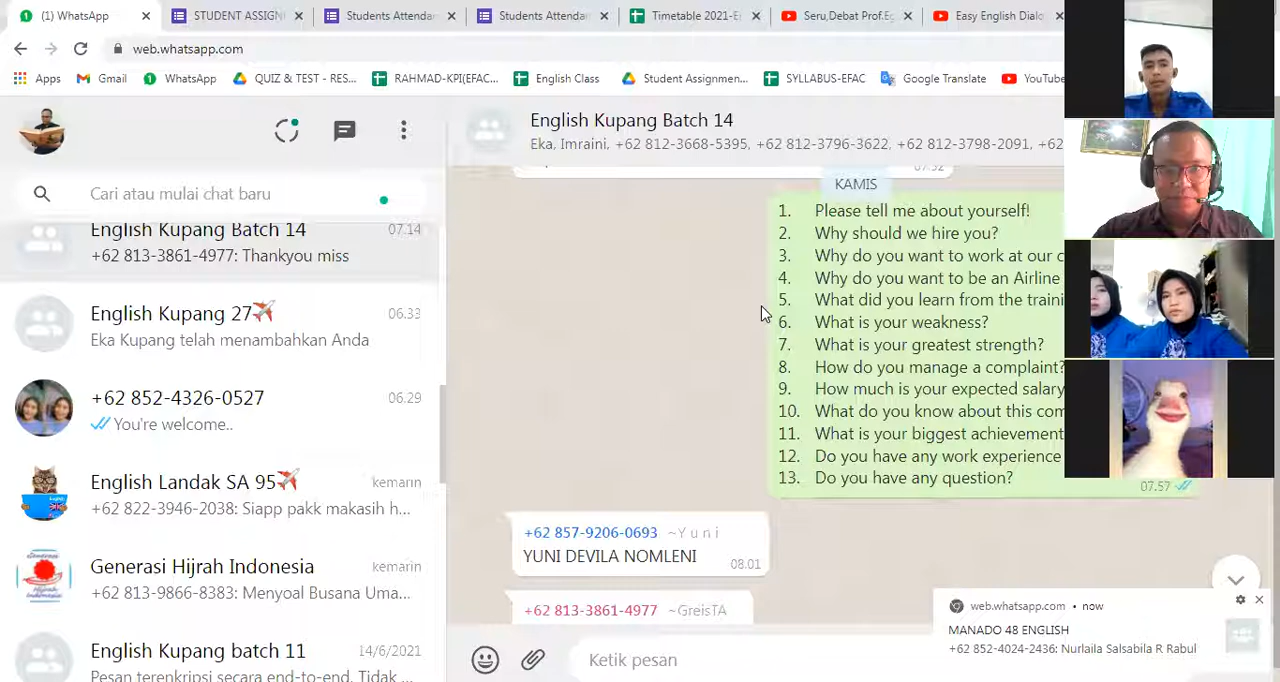 (1) WhatsApp
STUDENT ASSIGN
Students Attendar
Students Attendar
Timetable 2021-E
Seru,Debat Prof.Eg
Easy English Dialo
web.whatsapp.com
Apps
Gmail
WhatsApp
QUIZ & TEST - RES...
RAHMAD-KPI(EFAC...
English Class
Student Assignmen...
SYLLABUS-EFAC
Google Translate
YouTube
Cari atau mulai chat baru
English Kupang Batch 14
07.14
+62 813-3861-4977: Thankyou miss
English Kupang 27
06.33
Eka Kupang telah menambahkan Anda
+62 852-4326-0527
06.29
You're welcome..
English Landak SA 95
kemarin
+62 822-3946-2038: Siapp pakk makasih h...
Generasi Hijrah Indonesia
kemarin
+62 813-9866-8383: Menyoal Busana Uma...
English Kupang batch 11
14/6/2021
Pesan terenkripsi secara end-to-end. Tidak ...
English Kupang Batch 14
Eka, Imraini, +62 812-3668-5395, +62 812-3796-3622, +62 812-3798-2091, +62
07.52
KAMIS
1. Please tell me about yourself!
2. Why should we hire you?
3. Why do you want to work at our c
4. Why do you want to be an Airline
5. What did you learn from the traini
6. What is your weakness?
7. What is your greatest strength?
8. How do you manage a complaint?
9. How much is your expected salary
10. What do you know about this com
11. What is your biggest achievement
12. Do you have any work experience
13. Do you have any question?
07.57
+62 857-9206-0693 ~Y u n i
YUNI DEVILA NOMLENI
08.01
+62 813-3861-4977 ~GreisTA
Ketik pesan
web.whatsapp.com • now
MANADO 48 ENGLISH
+62 852-4024-2436: Nurlaila Salsabila R Rabul